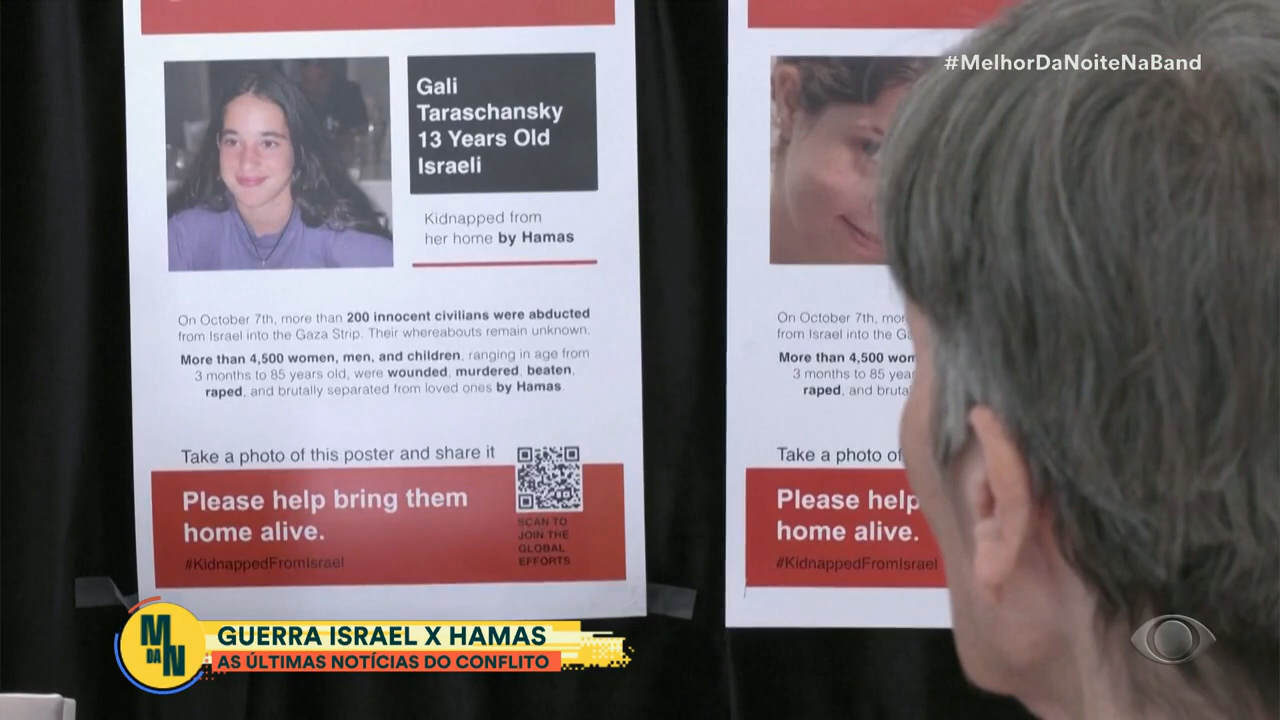 #MelhorDaNoiteNaBand
Gali
Taraschansky
13 Years Old
Israeli
Kidnapped from
her home by Hamas
On October 7th, more than 200 innocent civilians were abducted
from Israel into the Gaza Strip. Their whereabouts remain unknown.
More than 4,500 women, men, and children, ranging in age from
3 months to 85 years old, were wounded, murdered, beaten,
raped, and brutally separated from loved ones by Hamas.
Take a photo of this poster and share it
Please help bring them
home alive.
#KidnappedFromIsrael
SCAN TO
JOIN THE
GLOBAL
EFFORTS
On October 7th, mor
from Israel into the Ga
More than 4,500 wom
3 months to 85 year
raped, and bruta
Take a photo of
Please help
home alive.
#KidnappedFromIsrael
M
DA
N
GUERRA ISRAEL X HAMAS
AS ÚLTIMAS NOTÍCIAS DO CONFLITO